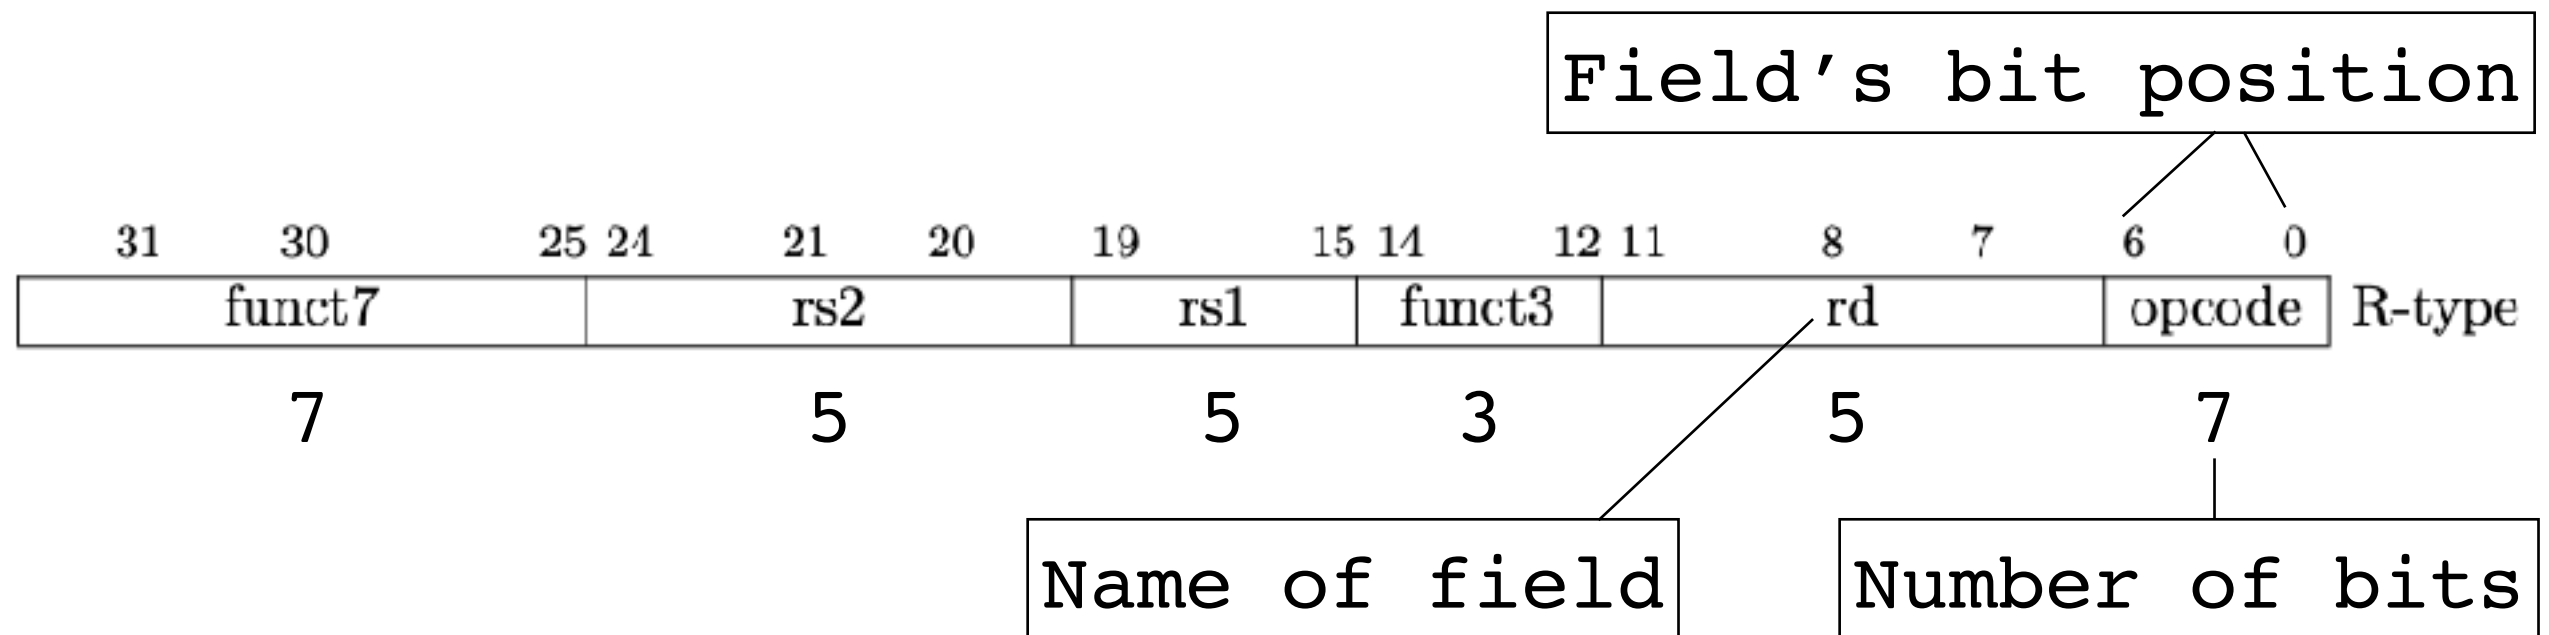 Field’s bit position
31 30 25 24 21 20 19 15 14 12 11 8 7 6 0
funct7 rs2 rs1 funct3 rd opcode R-type
7 5 5 3 5 7
Name of field Number of bits